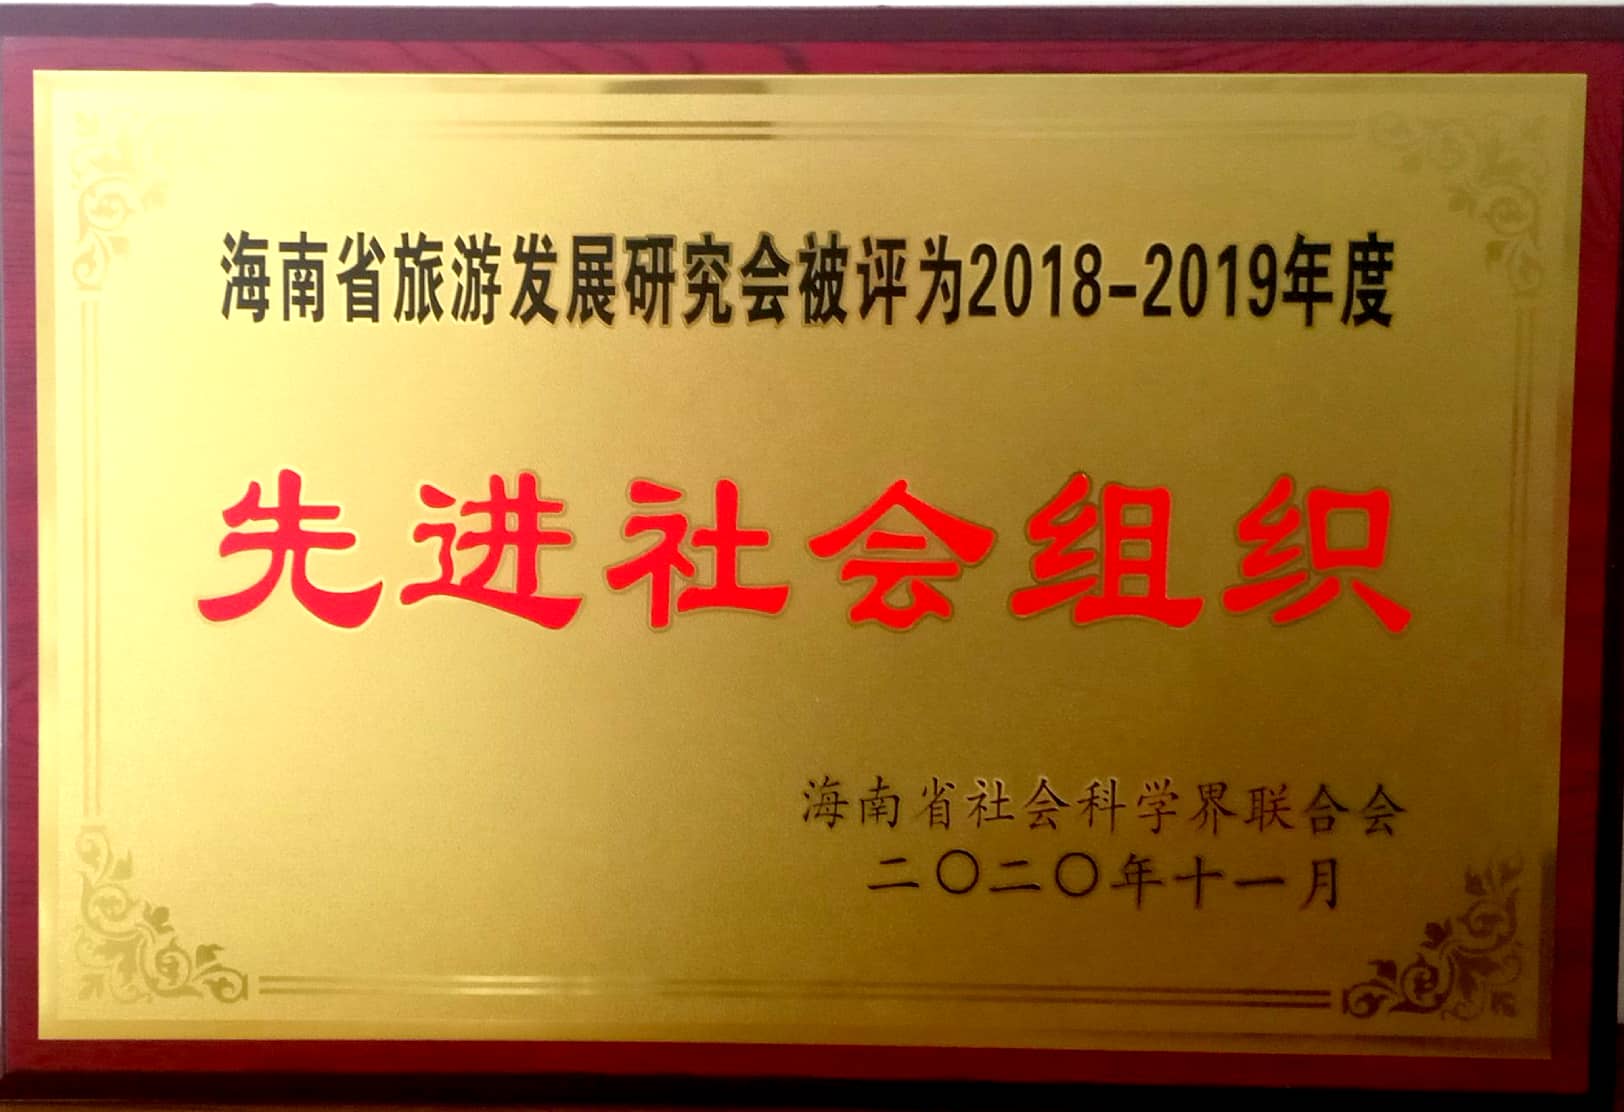 海南省旅游发展研究会被评为2018-2019年度
先进社会组织
海南省社会科学界联合会
二〇二〇年十一月